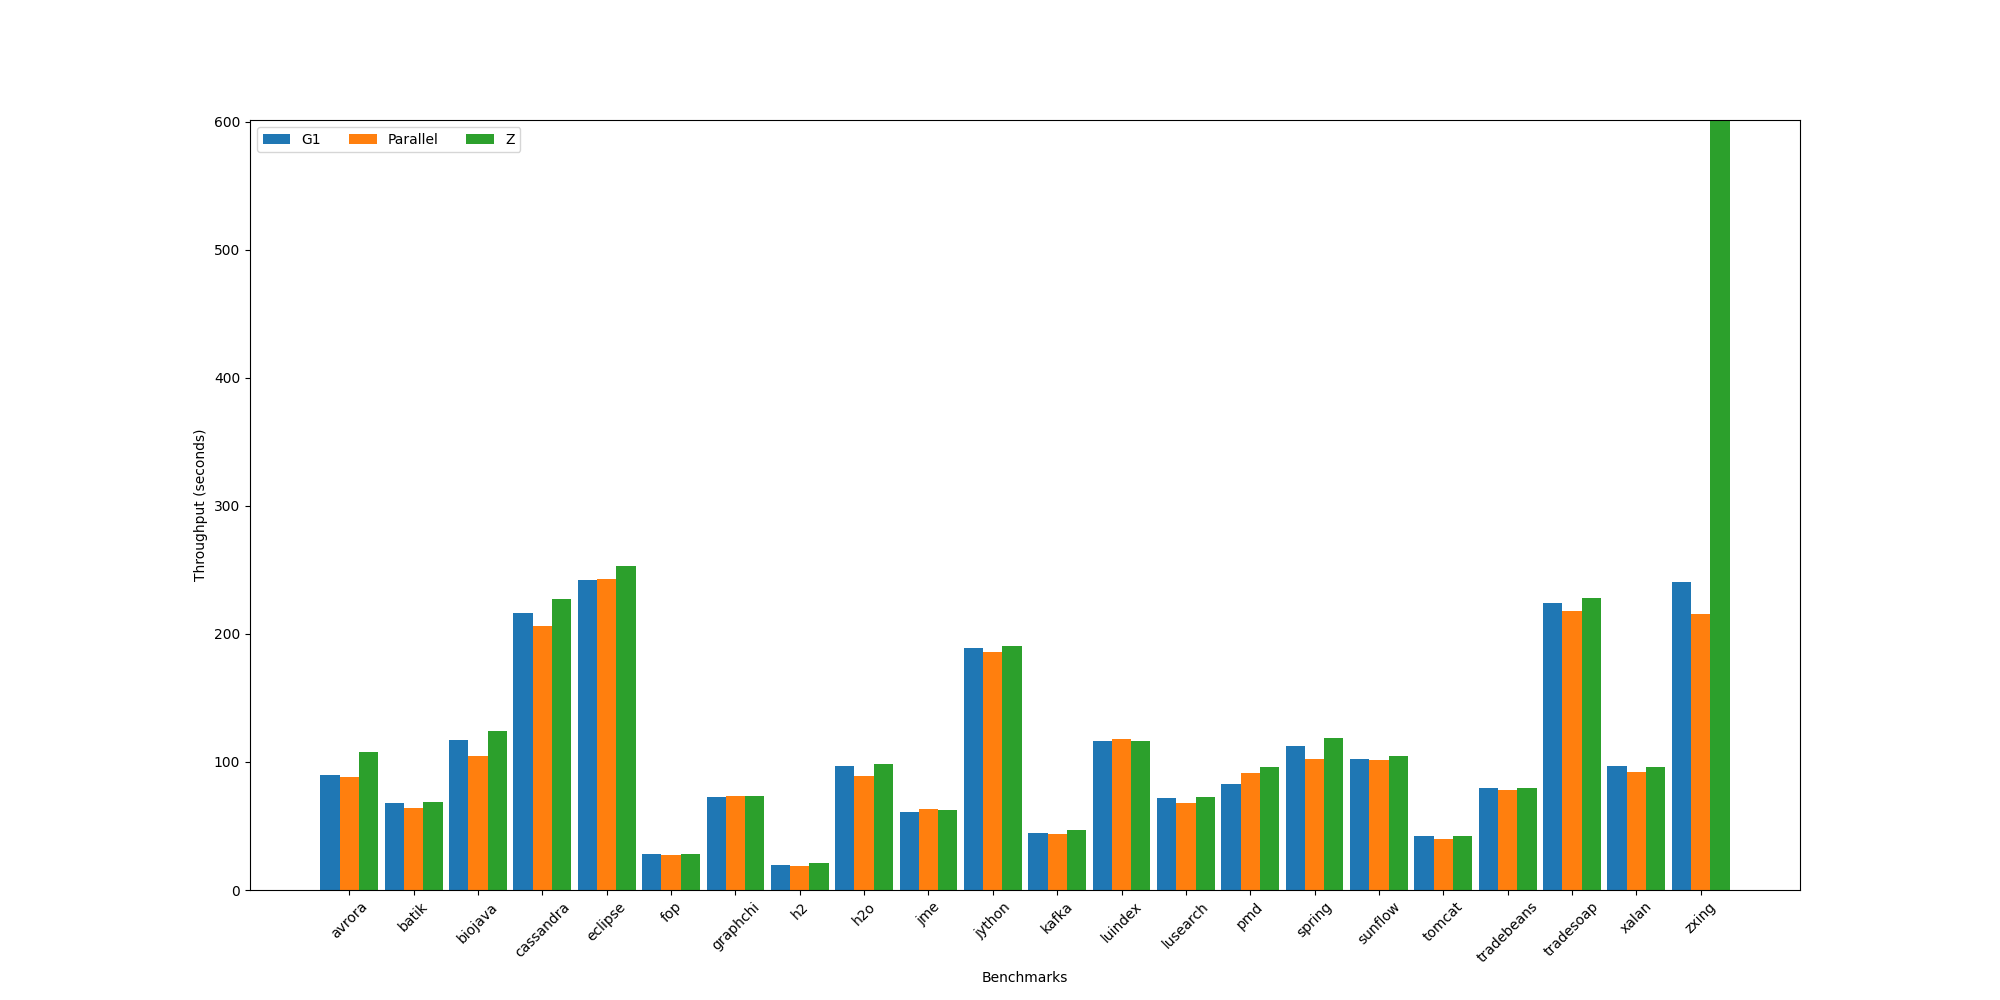 600
500
400
300
200
100
0
Throughput (seconds)
G1 Parallel Z
avrora batik biojava cassandra eclipse fop graphchi h2 h2o jme jython kafka luindex lusearch pmd spring sunflow tomcat tradebeans tradesoap xalan zxing
Benchmarks